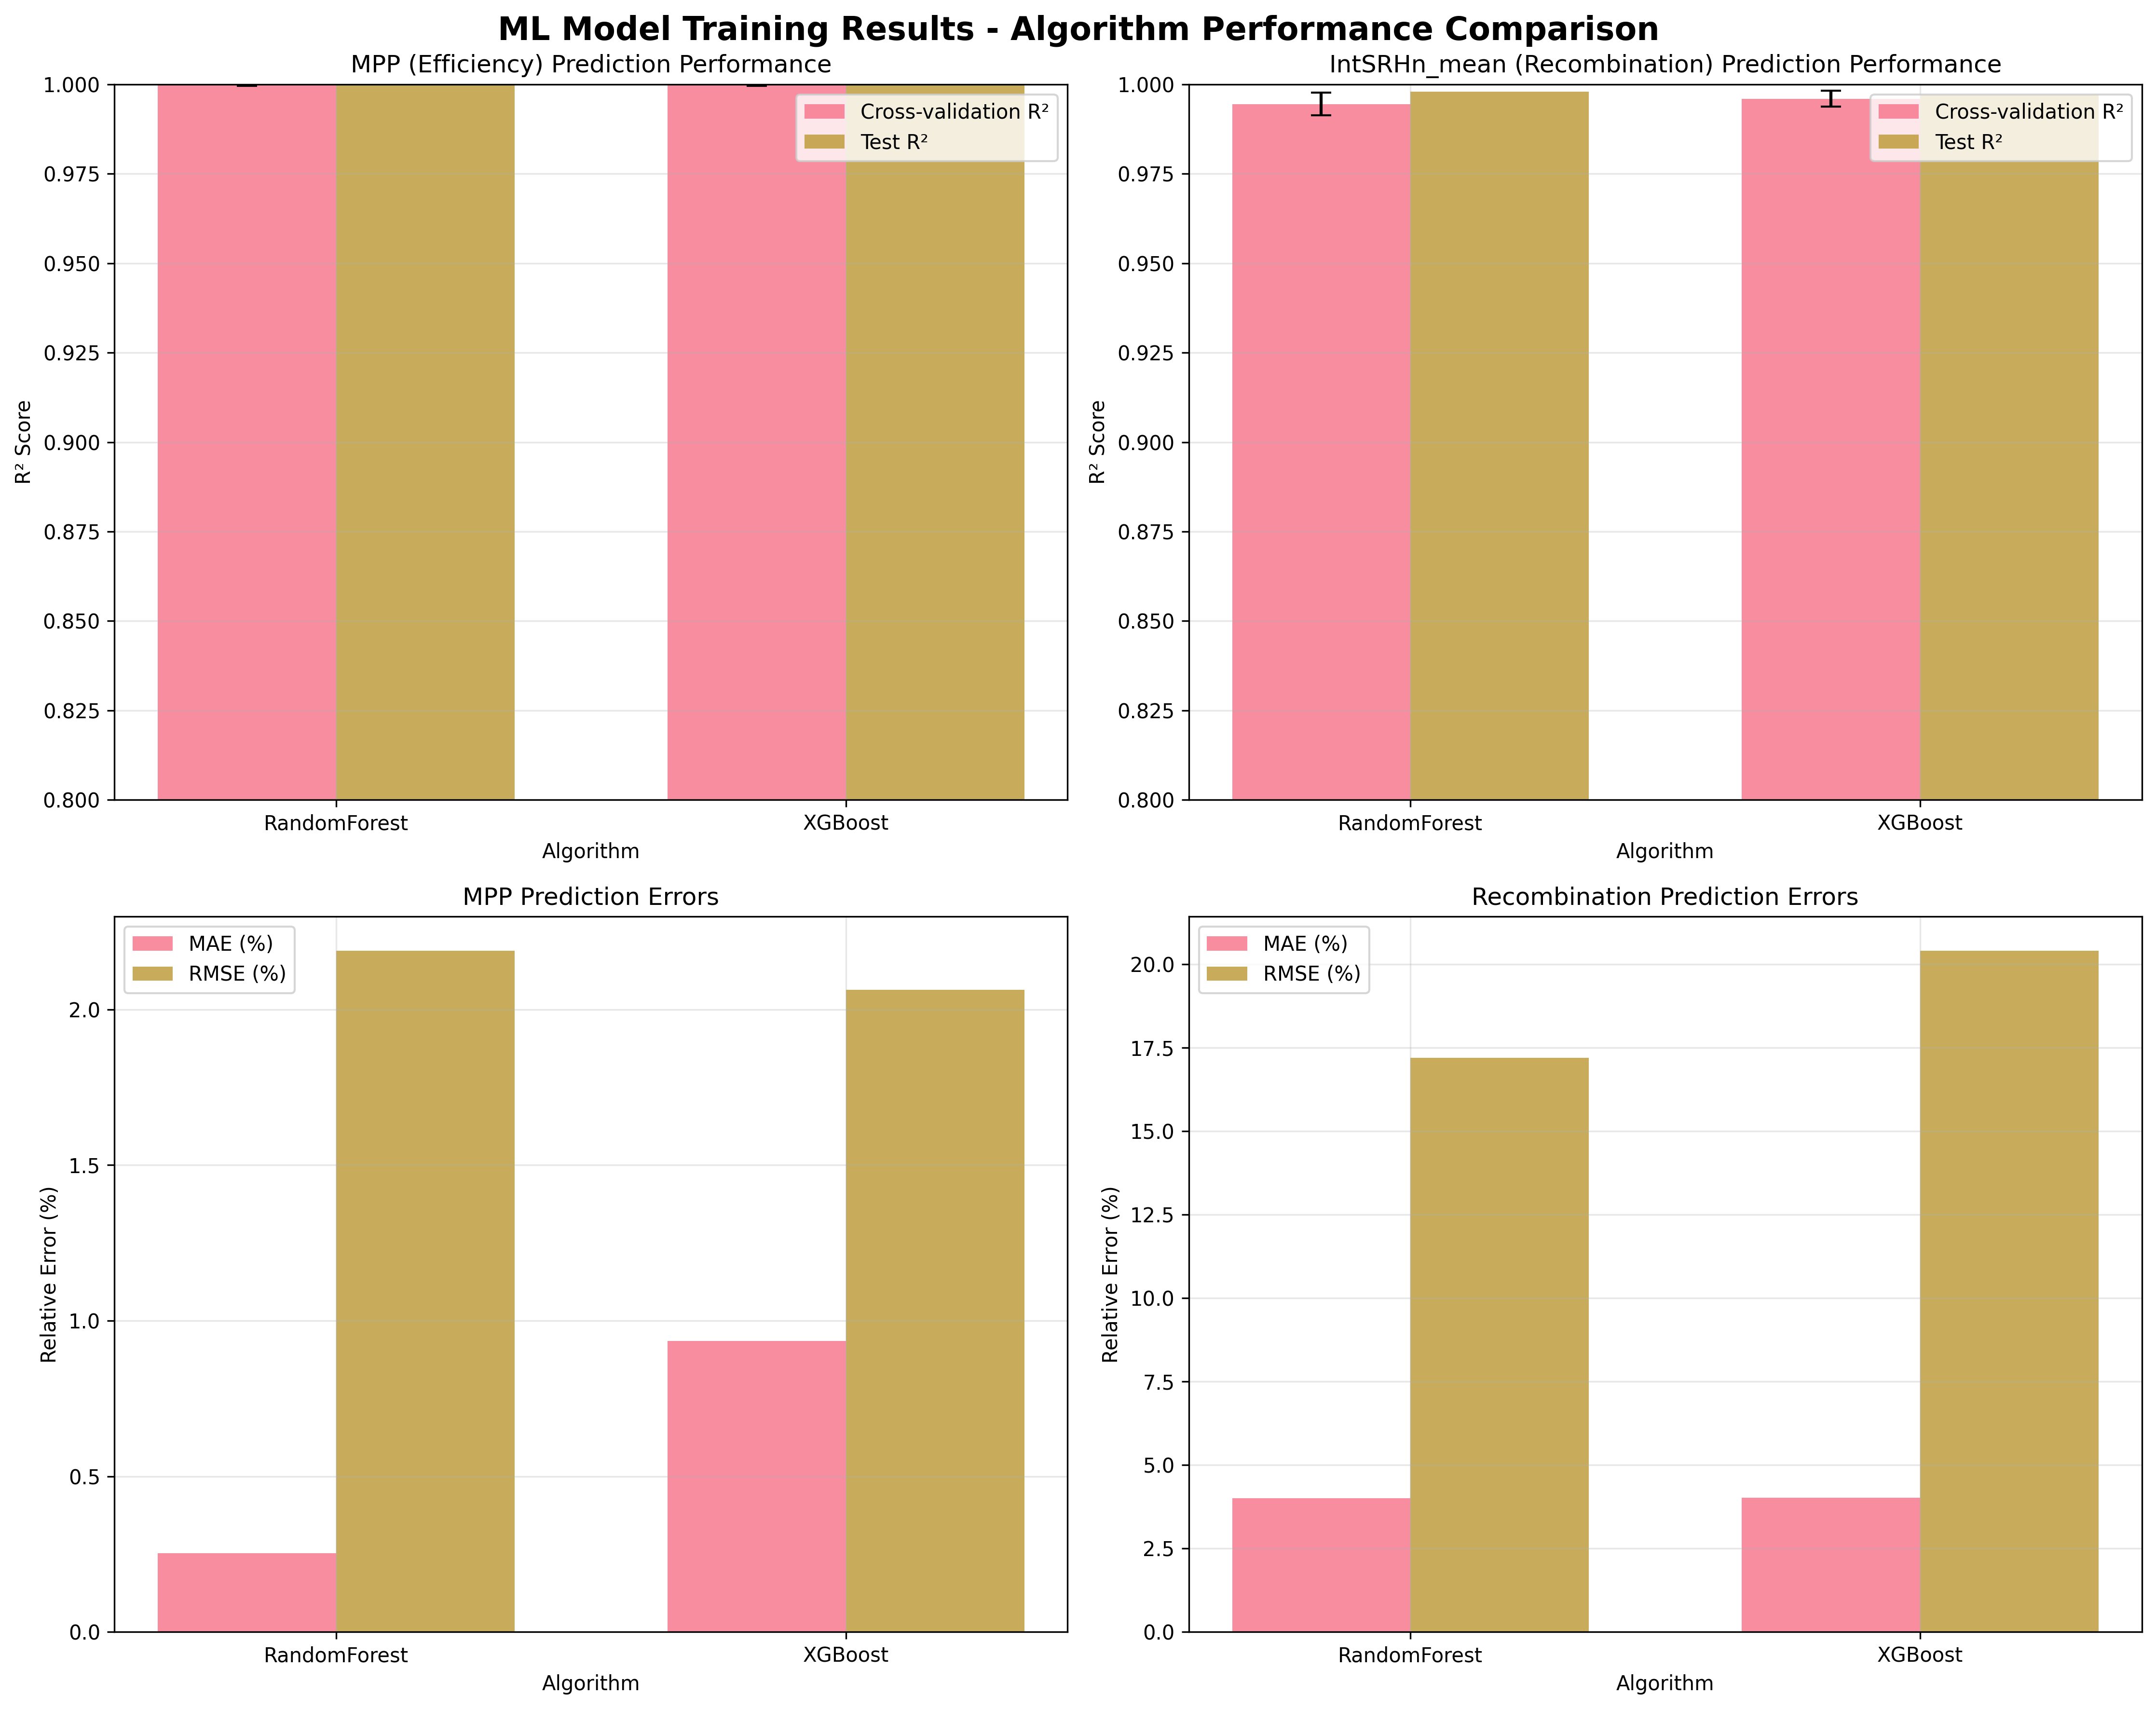 ML Model Training Results - Algorithm Performance Comparison
MPP (Efficiency) Prediction Performance
1.000
0.975
0.950
0.925
0.900
0.875
0.850
0.825
0.800
R² Score
Cross-validation R²
Test R²
RandomForest
XGBoost
Algorithm
IntSRHn_mean (Recombination) Prediction Performance
1.000
0.975
0.950
0.925
0.900
0.875
0.850
0.825
0.800
R² Score
Cross-validation R²
Test R²
RandomForest
XGBoost
Algorithm
MPP Prediction Errors
MAE (%)
RMSE (%)
2.0
1.5
1.0
0.5
0.0
Relative Error (%)
RandomForest
XGBoost
Algorithm
Recombination Prediction Errors
MAE (%)
RMSE (%)
20.0
17.5
15.0
12.5
10.0
7.5
5.0
2.5
0.0
Relative Error (%)
RandomForest
XGBoost
Algorithm